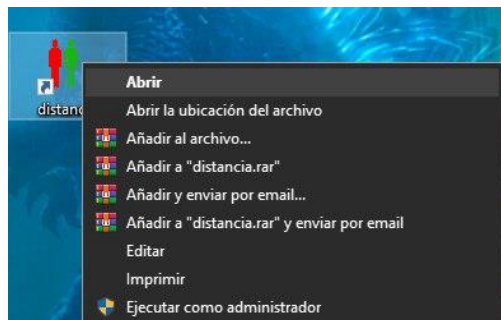 distanc
Abrir
Abrir la ubicación del archivo
Añadir al archivo...
Añadir a "distancia.rar"
Añadir y enviar por email...
Añadir a "distancia.rar" y enviar por email
Editar
Imprimir
Ejecutar como administrador